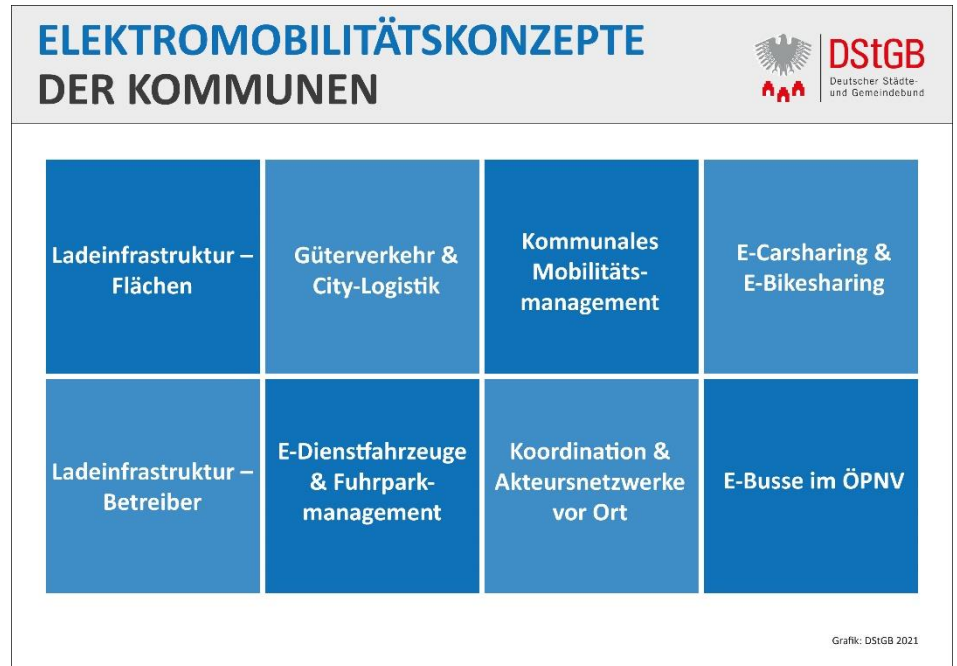 ELEKTROMOBILITÄTSKONZEPTE
DER KOMMUNEN
DStGB
Deutscher Städte-
und Gemeindebund
Ladeinfrastruktur –
Flächen
Güterverkehr &
City-Logistik
Kommunales
Mobilitäts-
management
E-Carsharing &
E-Bikesharing
Ladeinfrastruktur –
Betreiber
E-Dienstfahrzeuge
& Fuhrpark-
management
Koordination &
Akteursnetzwerke
vor Ort
E-Busse im ÖPNV
Grafik: DStGB 2021